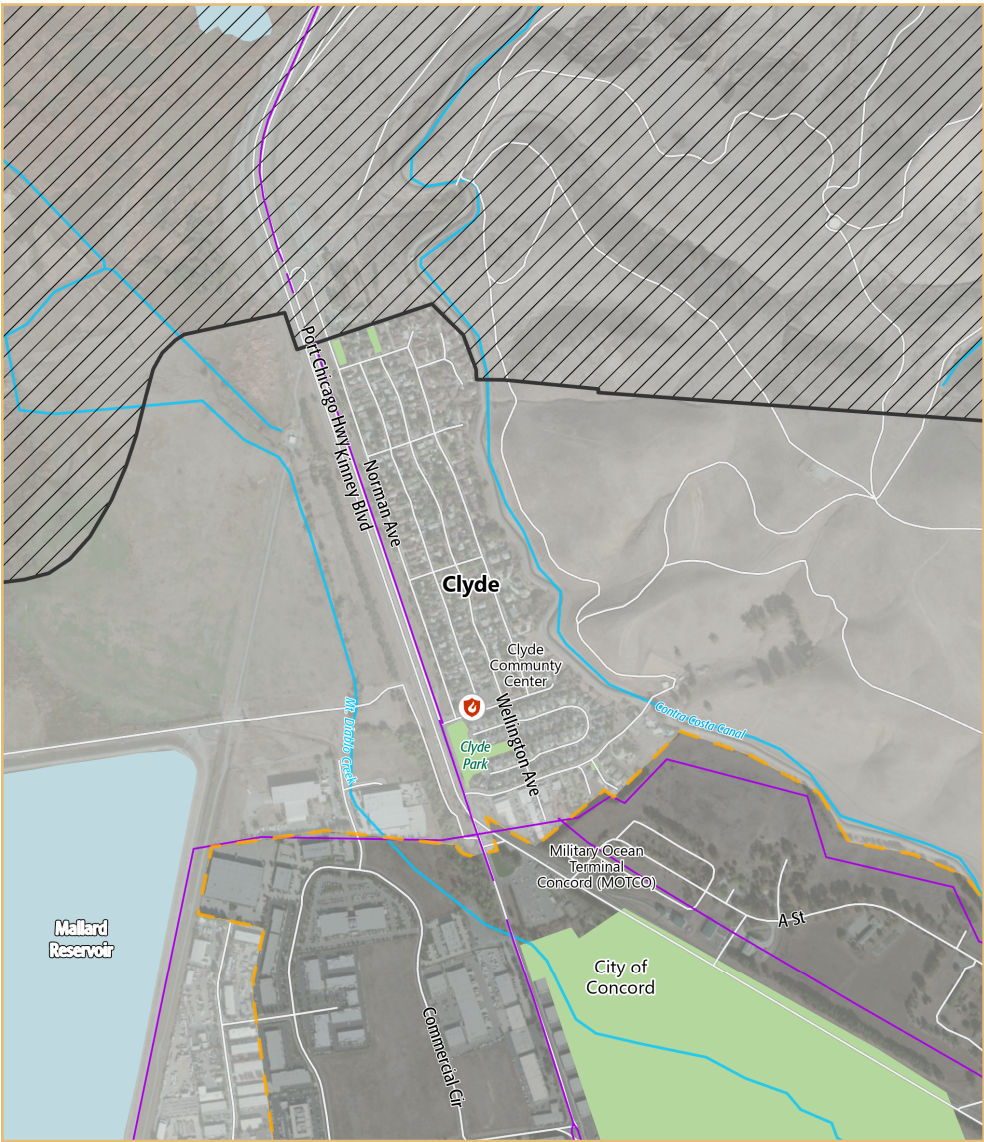 Port Chicago Hwy
Kinney Blvd
Norman Ave
Clyde
Clyde
Communty
Center
Wellington Ave
Mt. Diablo Creek
Contra Costa Canal
Clyde
Park
Military Ocean
Terminal
Concord (MOTCO)
A St
Mallard
Reservoir
City of
Concord
Commercial Cir